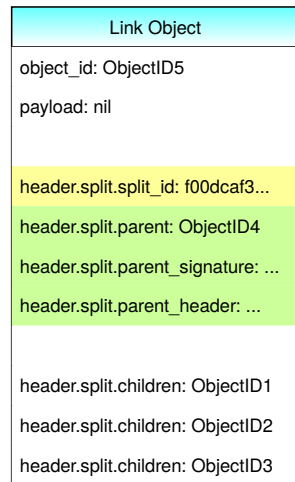 Link Object
object_id: ObjectID5
payload: nil
header.split.split_id: f00dcaf3...
header.split.parent: ObjectID4
header.split.parent_signature: ...
header.split.parent_header: ...
header.split.children: ObjectID1
header.split.children: ObjectID2
header.split.children: ObjectID3